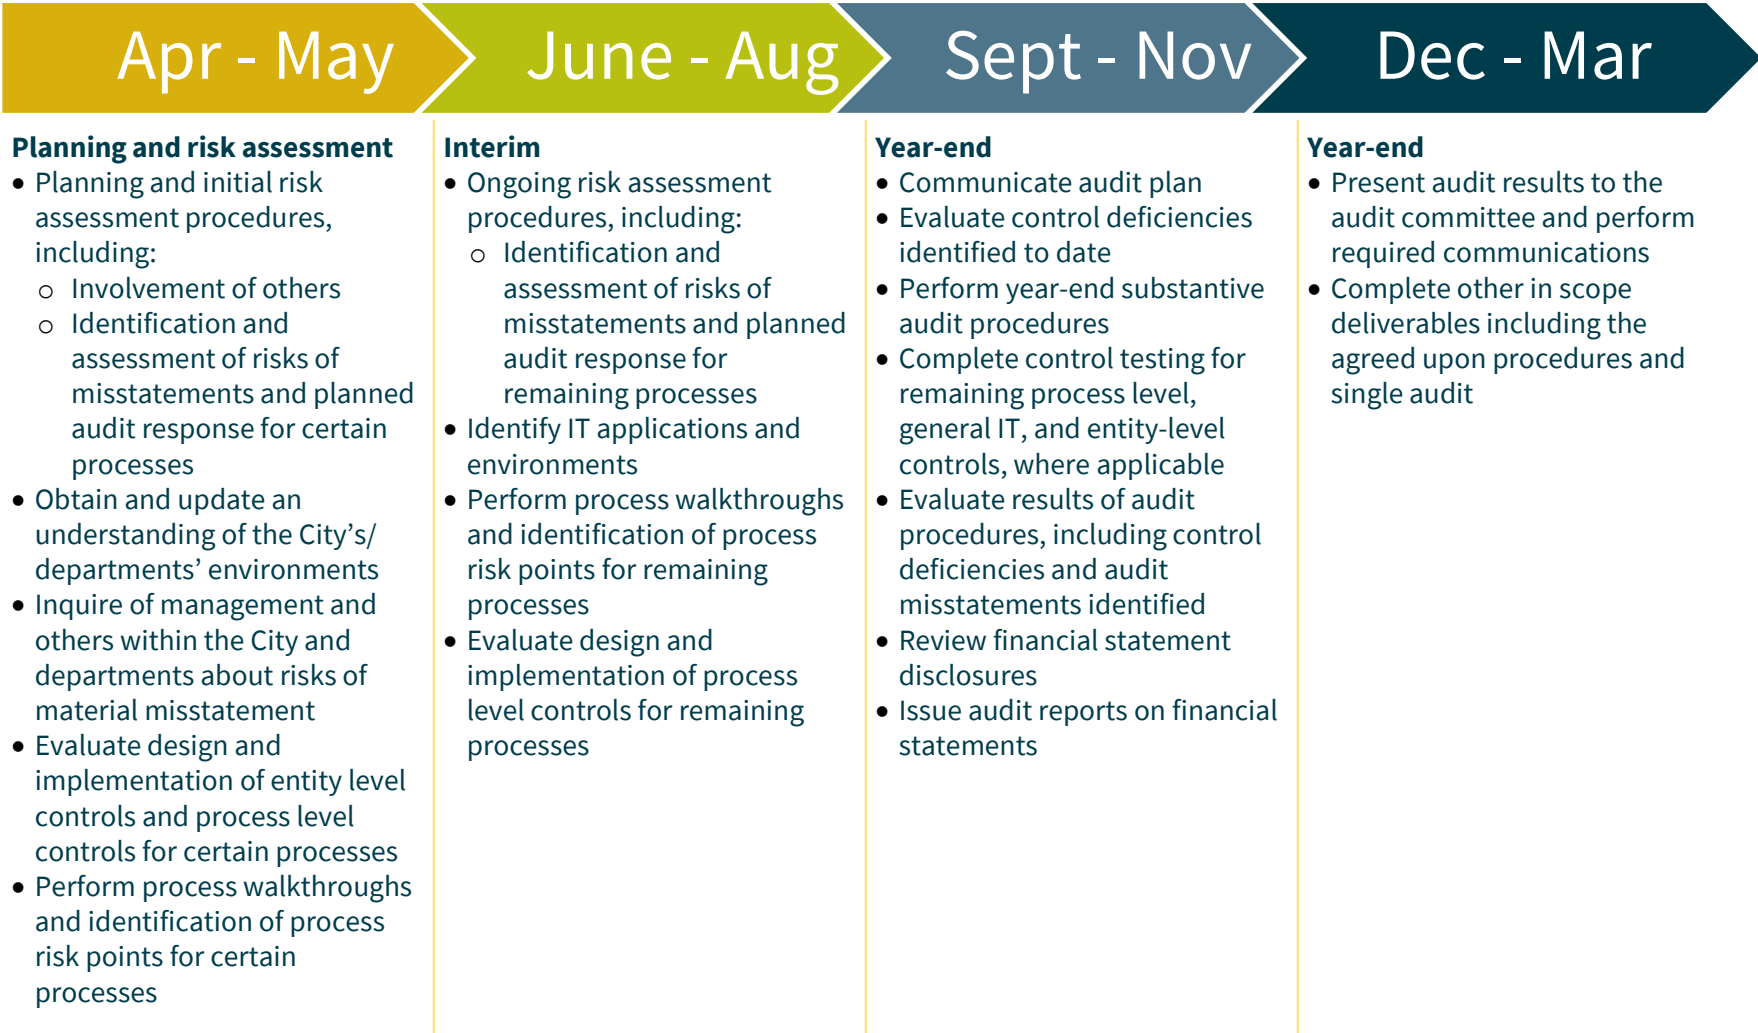 Apr - May
June - Aug
Sept - Nov
Dec - Mar
Planning and risk assessment
• Planning and initial risk
assessment procedures,
including:
○ Involvement of others
○ Identification and
assessment of risks of
misstatements and planned
audit response for certain
processes
• Obtain and update an
understanding of the City’s/
departments’ environments
• Inquire of management and
others within the City and
departments about risks of
material misstatement
• Evaluate design and
implementation of entity level
controls and process level
controls for certain processes
• Perform process walkthroughs
and identification of process
risk points for certain
processes
Interim
• Ongoing risk assessment
procedures, including:
○ Identification and
assessment of risks of
misstatements and planned
audit response for
remaining processes
• Identify IT applications and
environments
• Perform process walkthroughs
and identification of process
risk points for remaining
processes
• Evaluate design and
implementation of process
level controls for remaining
processes
Year-end
• Communicate audit plan
• Evaluate control deficiencies
identified to date
• Perform year-end substantive
audit procedures
• Complete control testing for
remaining process level,
general IT, and entity-level
controls, where applicable
• Evaluate results of audit
procedures, including control
deficiencies and audit
misstatements identified
• Review financial statement
disclosures
• Issue audit reports on financial
statements
Year-end
• Present audit results to the
audit committee and perform
required communications
• Complete other in scope
deliverables including the
agreed upon procedures and
single audit